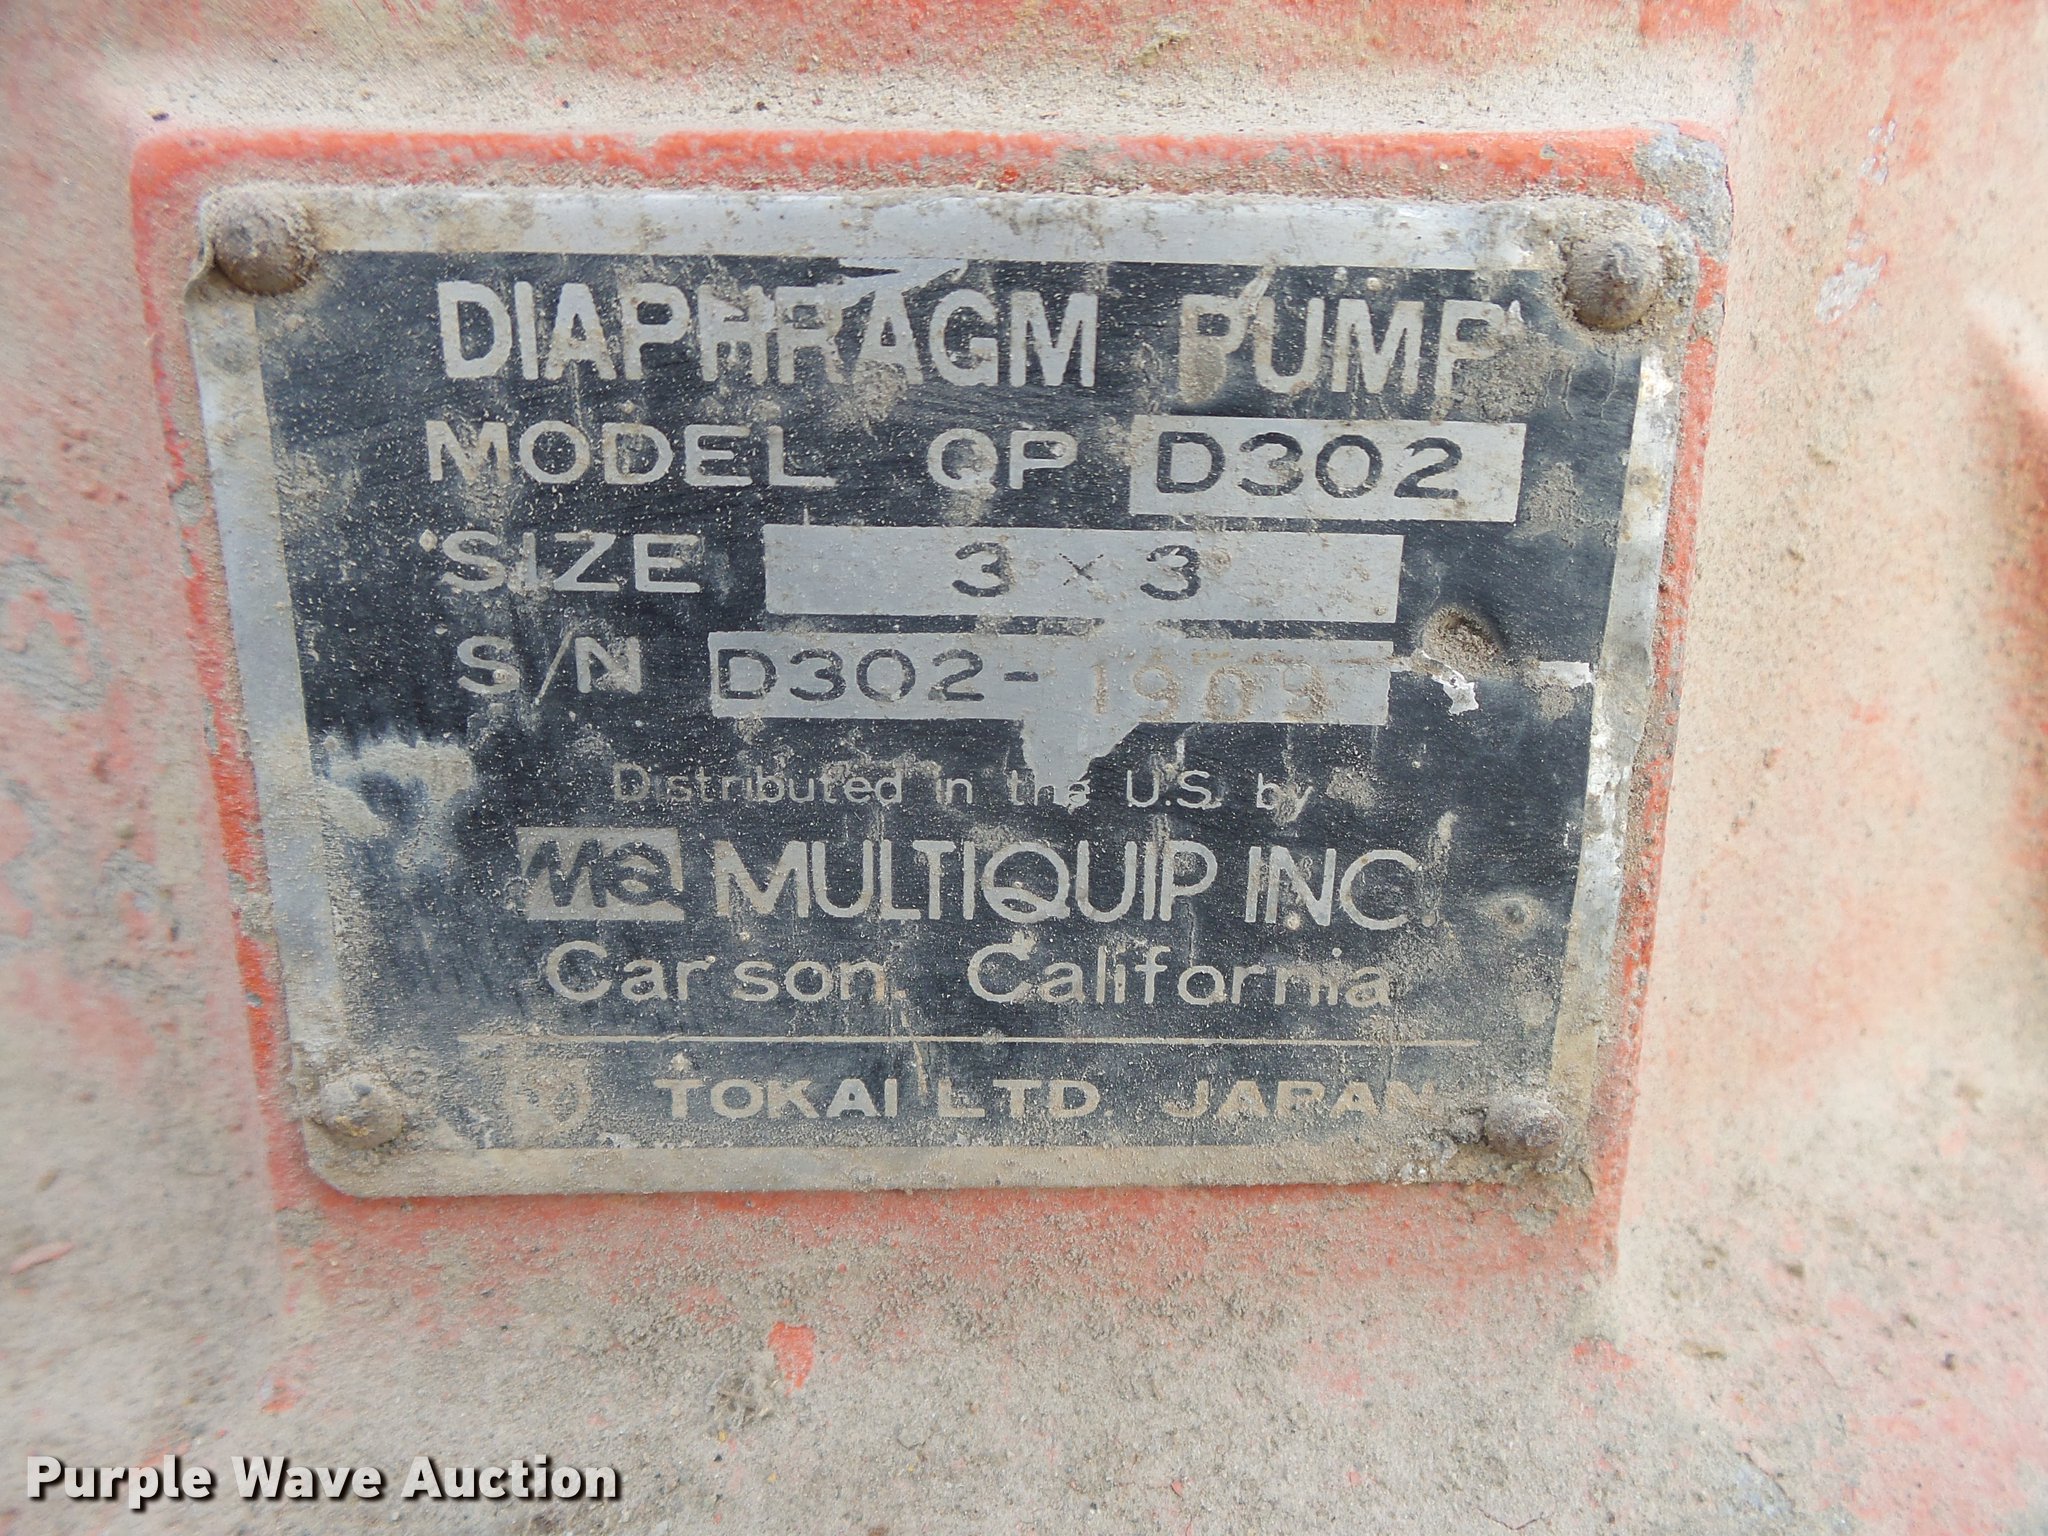 DIAPHRAGM PUMP
MODEL QP D302
SIZE 3 × 3
S/N D302-1909
Distributed in the U.S. by
MQ MULTIQUIP INC.
Carson, California
TOKAI LTD. JAPAN
Purple Wave Auction